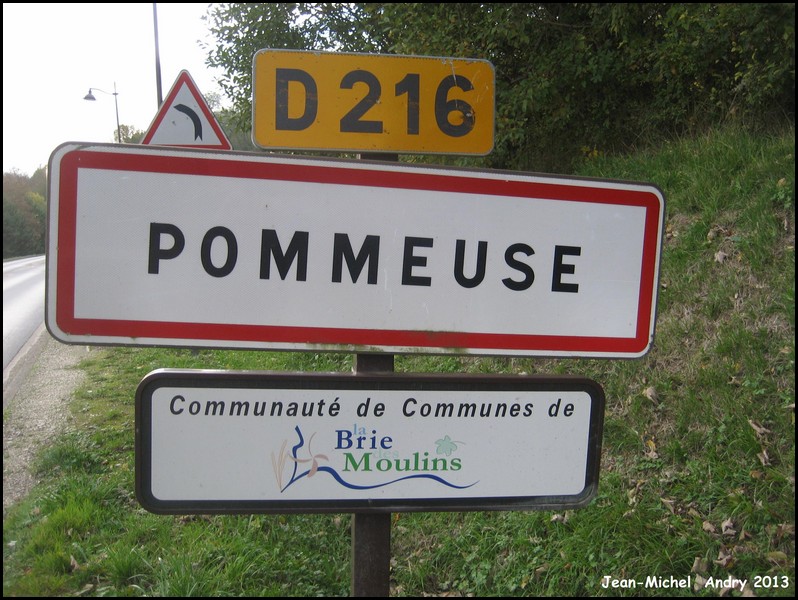 D 216
POMMEUSE
Communauté de Communes de
la
Brie
des
Moulins
Jean-Michel Andry 2013